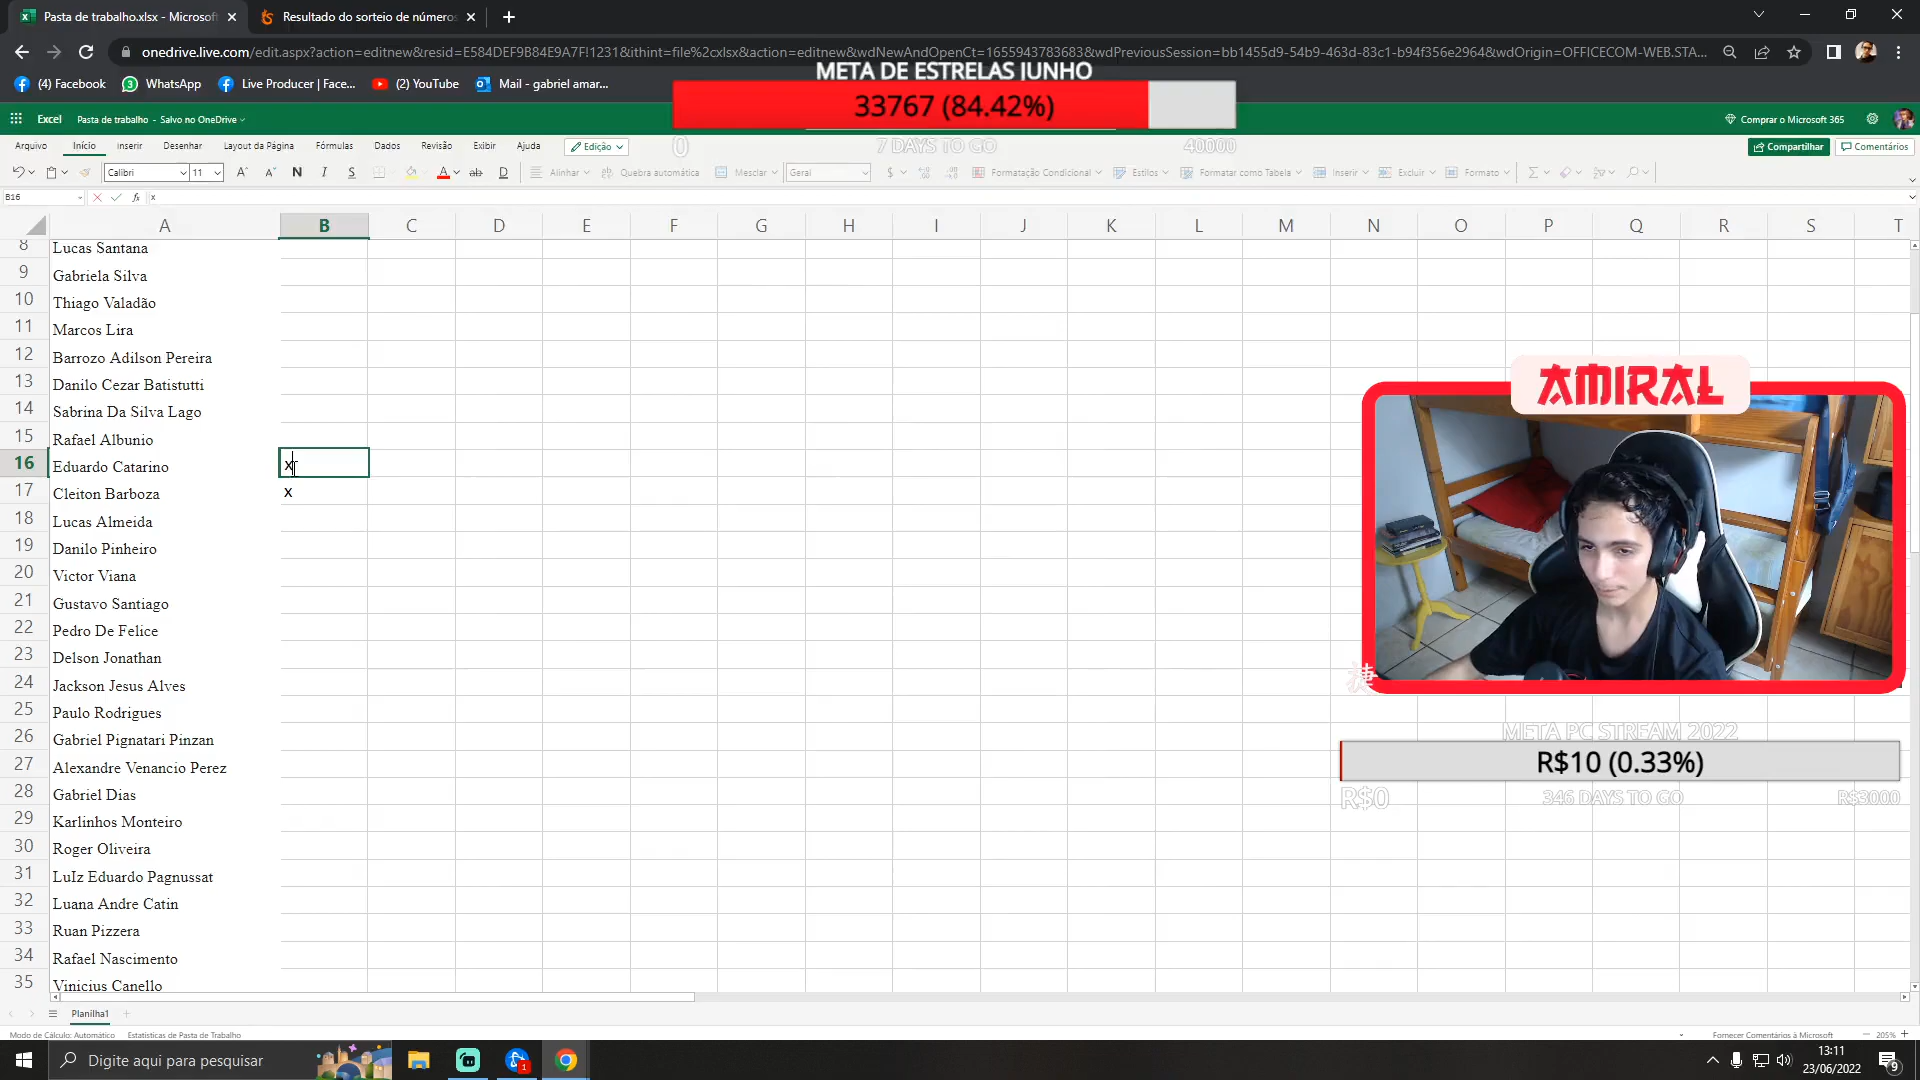 Pasta de trabalho.xlsx - Microsoft
Resultado do sorteio de números
onedrive.live.com/edit.aspx?action=editnew&resid=E584DEF9B84E9A7F!1231&ithint=file%2cxlsx&action=editnew&wdNewAndOpenCt=1655943783683&wdPreviousSession=bb1455d9-54b9-463d-83c1-b94f356e2964&wdOrigin=OFFICECOM-WEB.STA...
(4) Facebook
WhatsApp
Live Producer | Face...
(2) YouTube
Mail - gabriel amar...
META DE ESTRELAS JUNHO
33767 (84.42%)
0
7 DAYS TO GO
40000
Excel
Pasta de trabalho - Salvo no OneDrive
Comprar o Microsoft 365
Arquivo
Início
Inserir
Desenhar
Layout da Página
Fórmulas
Dados
Revisão
Exibir
Ajuda
Edição
Compartilhar
Comentários
Calibri
11
N
I
S
A
ab
D
Alinhar
Quebra automática
Mesclar
Geral
$
Formatação Condicional
Estilos
Formatar como Tabela
Inserir
Excluir
Formato
B16
fx
x
A B C D E F G H I J K L M N O P Q R S T
8 Lucas Santana
9 Gabriela Silva
10 Thiago Valadão
11 Marcos Lira
12 Barrozo Adilson Pereira
13 Danilo Cezar Batistutti
14 Sabrina Da Silva Lago
15 Rafael Albunio
16 Eduardo Catarino x
17 Cleiton Barboza x
18 Lucas Almeida
19 Danilo Pinheiro
20 Victor Viana
21 Gustavo Santiago
22 Pedro De Felice
23 Delson Jonathan
24 Jackson Jesus Alves
25 Paulo Rodrigues
26 Gabriel Pignatari Pinzan
27 Alexandre Venancio Perez
28 Gabriel Dias
29 Karlinhos Monteiro
30 Roger Oliveira
31 LuIz Eduardo Pagnussat
32 Luana Andre Catin
33 Ruan Pizzera
34 Rafael Nascimento
35 Vinicius Canello
AMIRAL
捷
META PC STREAM 2022
R$10 (0.33%)
R$0
346 DAYS TO GO
R$3000
Planilha1
Modo de Cálculo: Automático
Estatísticas de Pasta de Trabalho
Fornecer Comentários à Microsoft
205%
Digite aqui para pesquisar
1
13:11
23/06/2022
9